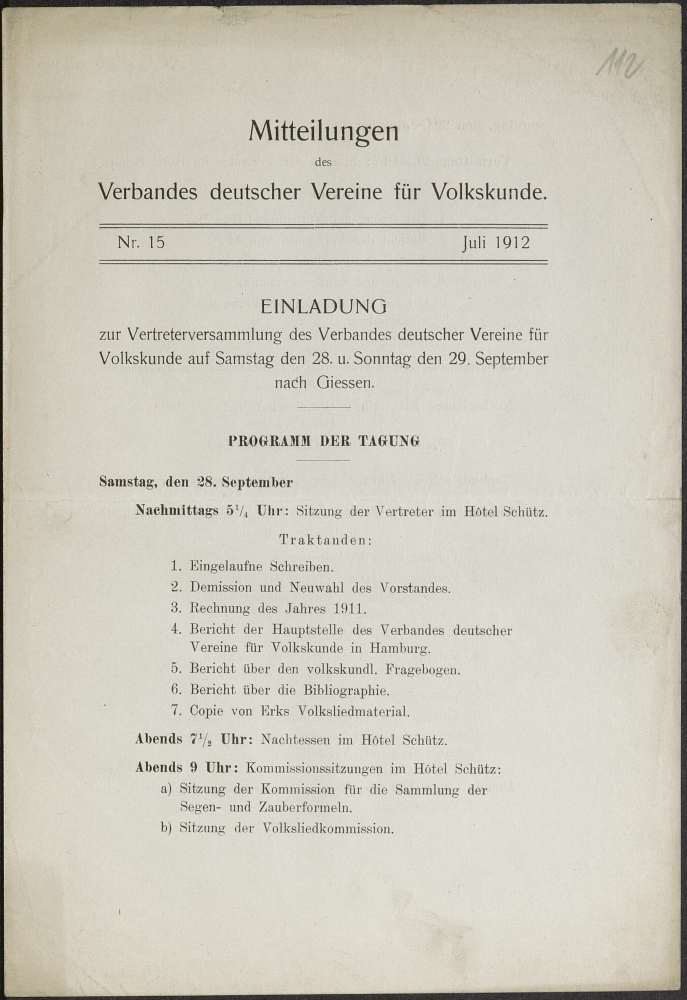 112
Mitteilungen
des
Verbandes deutscher Vereine für Volkskunde.
Nr. 15 Juli 1912
EINLADUNG
zur Vertreterversammlung des Verbandes deutscher Vereine für
Volkskunde auf Samstag den 28. u. Sonntag den 29. September
nach Giessen.
PROGRAMM DER TAGUNG
Samstag, den 28. September
Nachmittags 5¹/₄ Uhr: Sitzung der Vertreter im Hôtel Schütz.
Traktanden:
1. Eingelaufne Schreiben.
2. Demission und Neuwahl des Vorstandes.
3. Rechnung des Jahres 1911.
4. Bericht der Hauptstelle des Verbandes deutscher
Vereine für Volkskunde in Hamburg.
5. Bericht über den volkskundl. Fragebogen.
6. Bericht über die Bibliographie.
7. Copie von Erks Volksliedmaterial.
Abends 7¹/₂ Uhr: Nachtessen im Hôtel Schütz.
Abends 9 Uhr: Kommissionssitzungen im Hôtel Schütz:
a) Sitzung der Kommission für die Sammlung der
Segen- und Zauberformeln.
b) Sitzung der Volksliedkommission.